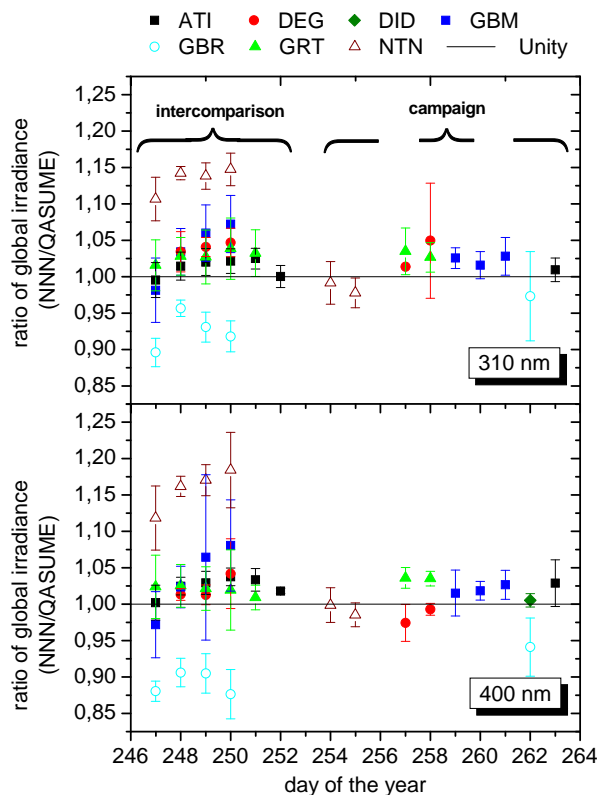 ATI DEG DID GBM
GBR GRT NTN Unity
ratio of global irradiance
(NNN/QASUME)
1,25
1,20
1,15
1,10
1,05
1,00
0,95
0,90
0,85
intercomparison campaign
310 nm
ratio of global irradiance
(NNN/QASUME)
1,25
1,20
1,15
1,10
1,05
1,00
0,95
0,90
0,85
400 nm
246 248 250 252 254 256 258 260 262 264
day of the year